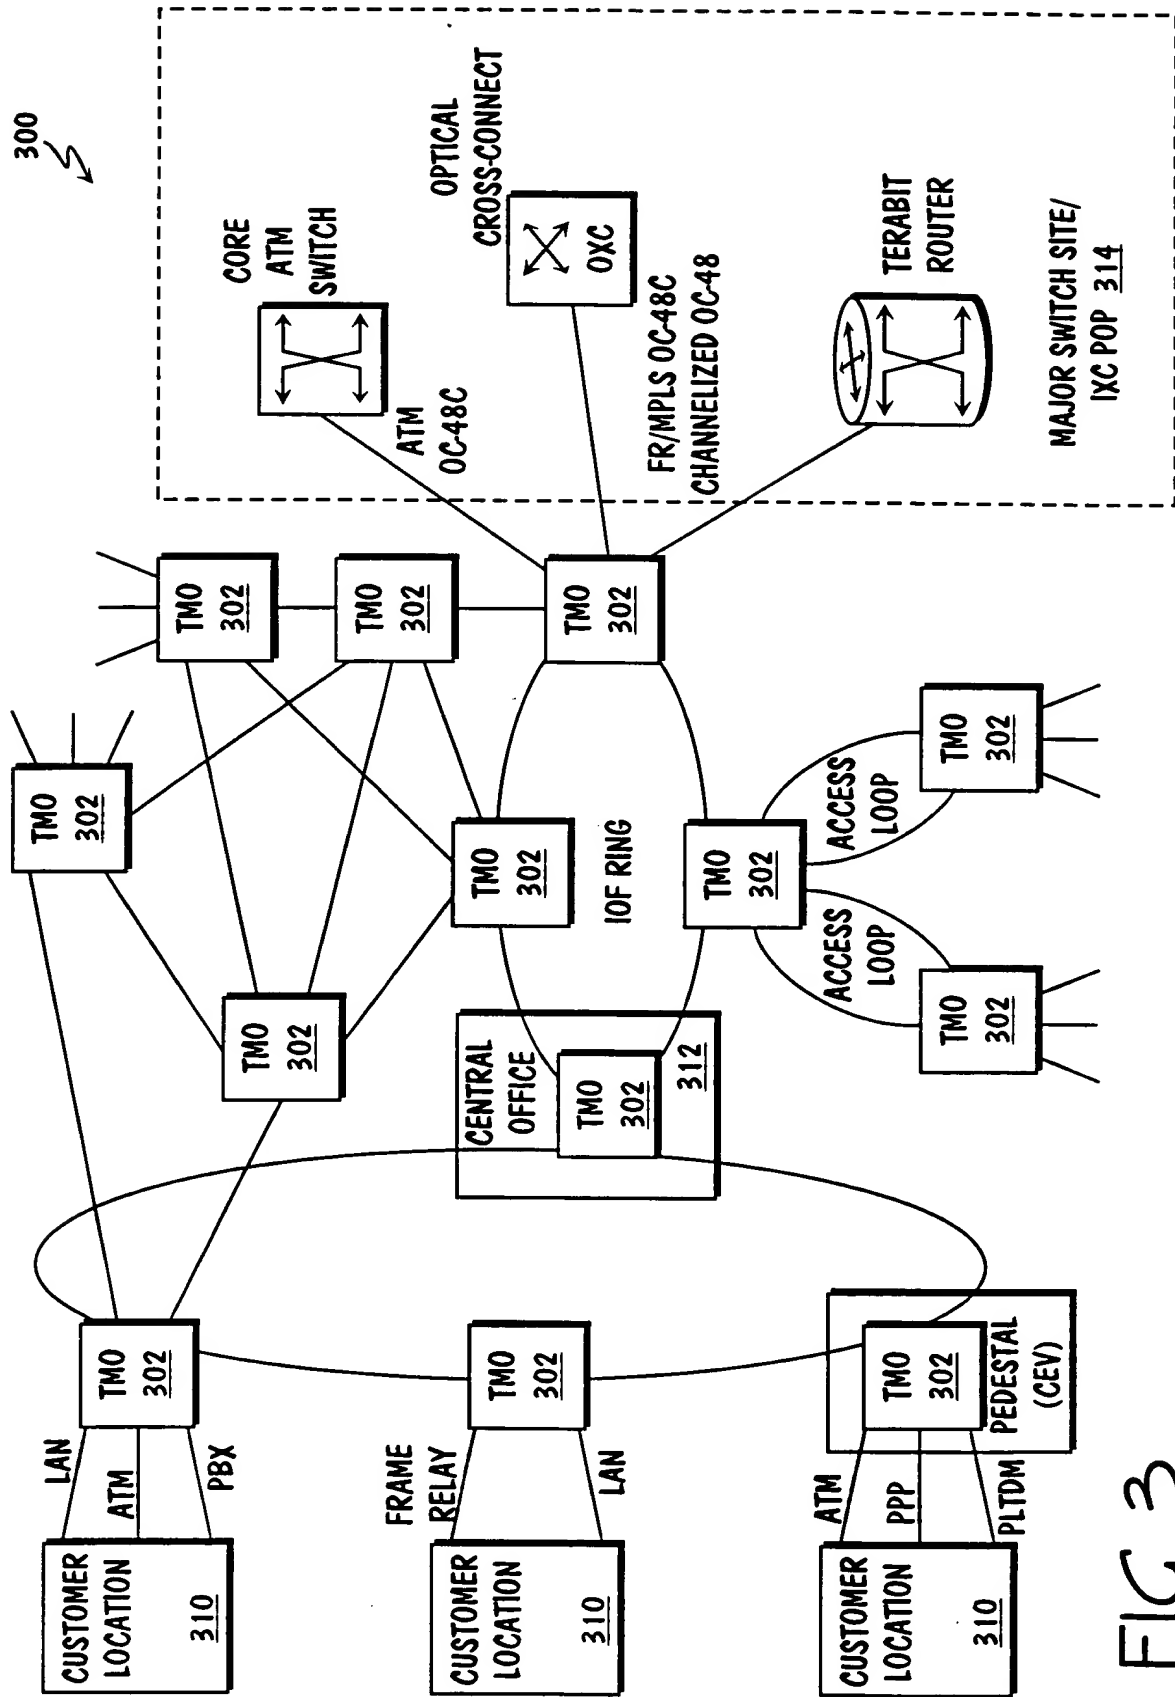 300
CORE
ATM
SWITCH
OPTICAL
CROSS-CONNECT
OXC
TERABIT
ROUTER
MAJOR SWITCH SITE/
IXC POP 314
ATM
OC-48C
FR/MPLS OC-48C
CHANNELIZED OC-48
TMO
302
TMO
302
TMO
302
TMO
302
TMO
302
TMO
302
IOF RING
TMO
302
ACCESS
LOOP
TMO
302
ACCESS
LOOP
TMO
302
CENTRAL
OFFICE
TMO
302
312
TMO
302
TMO
302
TMO
302
PEDESTAL
(CEV)
LAN
ATM
PBX
FRAME
RELAY
LAN
ATM
PPP
PLTDM
CUSTOMER
LOCATION
310
CUSTOMER
LOCATION
310
CUSTOMER
LOCATION
310
FIG 3